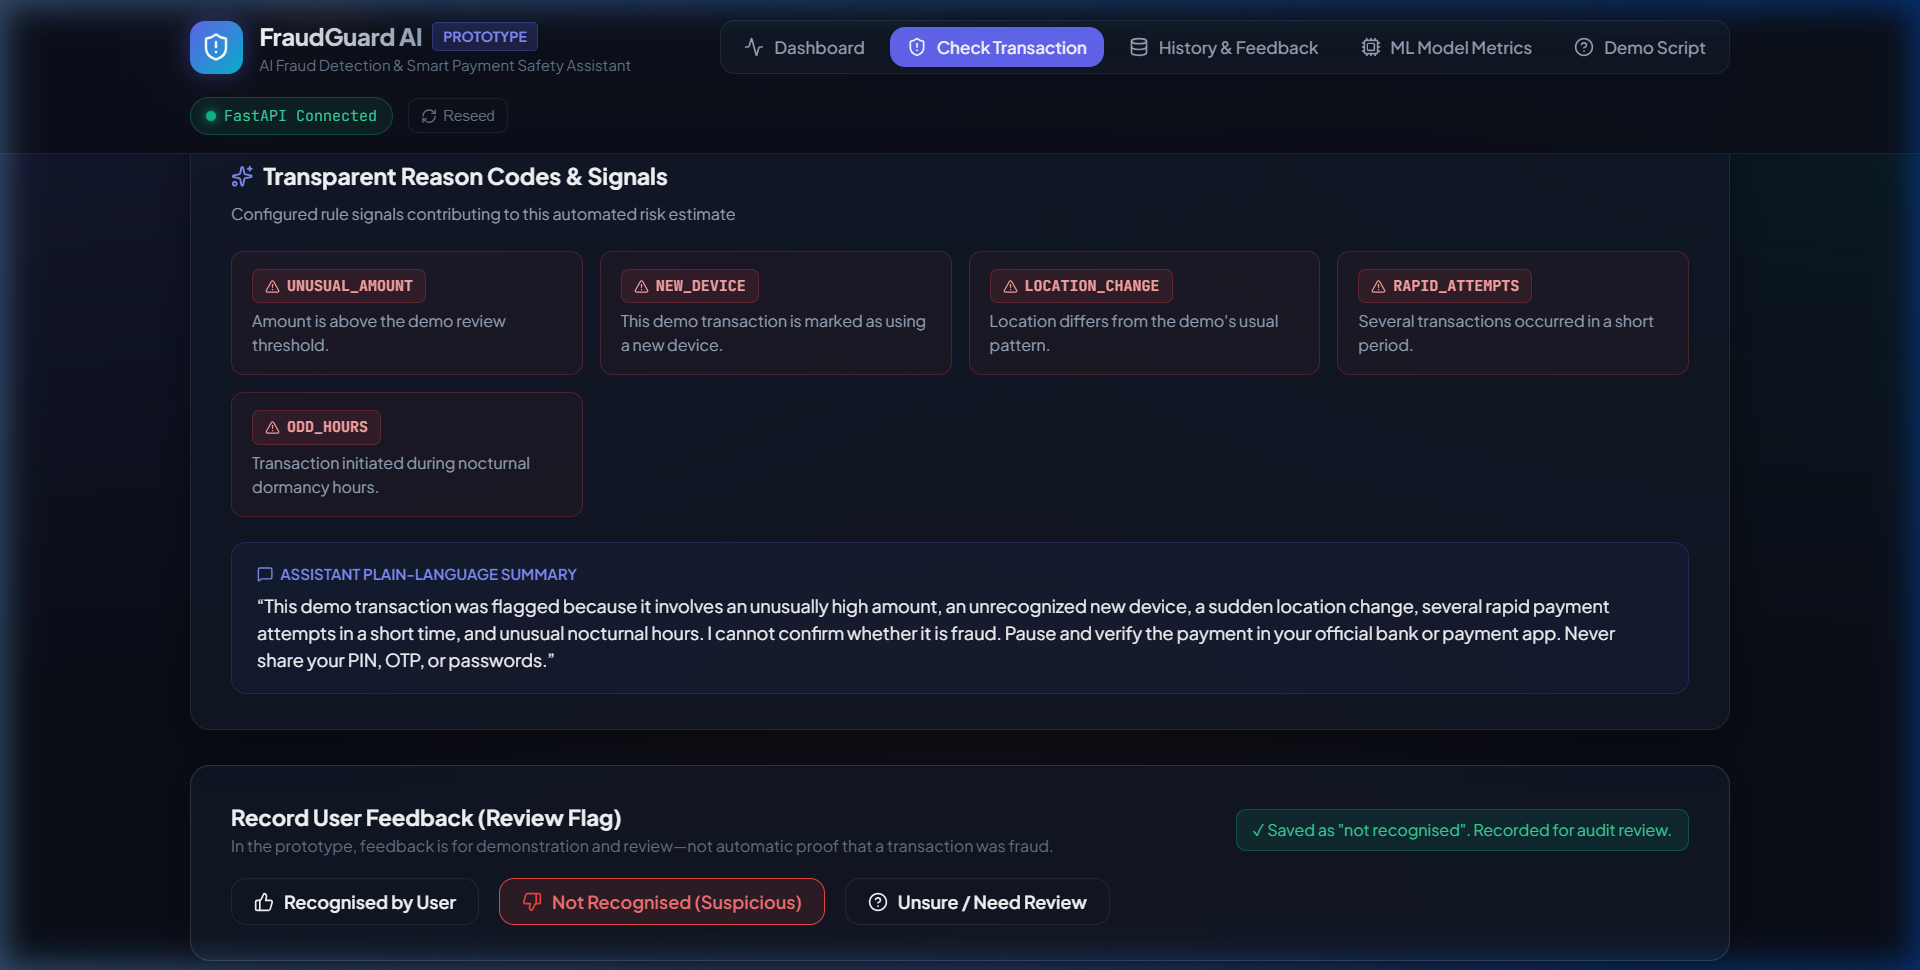 FraudGuard AI PROTOTYPE
AI Fraud Detection & Smart Payment Safety Assistant
Dashboard
Check Transaction
History & Feedback
ML Model Metrics
Demo Script
FastAPI Connected
Reseed
Transparent Reason Codes & Signals
Configured rule signals contributing to this automated risk estimate
UNUSUAL_AMOUNT
Amount is above the demo review
threshold.
NEW_DEVICE
This demo transaction is marked as using
a new device.
LOCATION_CHANGE
Location differs from the demo's usual
pattern.
RAPID_ATTEMPTS
Several transactions occurred in a short
period.
ODD_HOURS
Transaction initiated during nocturnal
dormancy hours.
ASSISTANT PLAIN-LANGUAGE SUMMARY
“This demo transaction was flagged because it involves an unusually high amount, an unrecognized new device, a sudden location change, several rapid payment
attempts in a short time, and unusual nocturnal hours. I cannot confirm whether it is fraud. Pause and verify the payment in your official bank or payment app. Never
share your PIN, OTP, or passwords.”
Record User Feedback (Review Flag)
In the prototype, feedback is for demonstration and review—not automatic proof that a transaction was fraud.
✓ Saved as "not recognised". Recorded for audit review.
Recognised by User
Not Recognised (Suspicious)
Unsure / Need Review